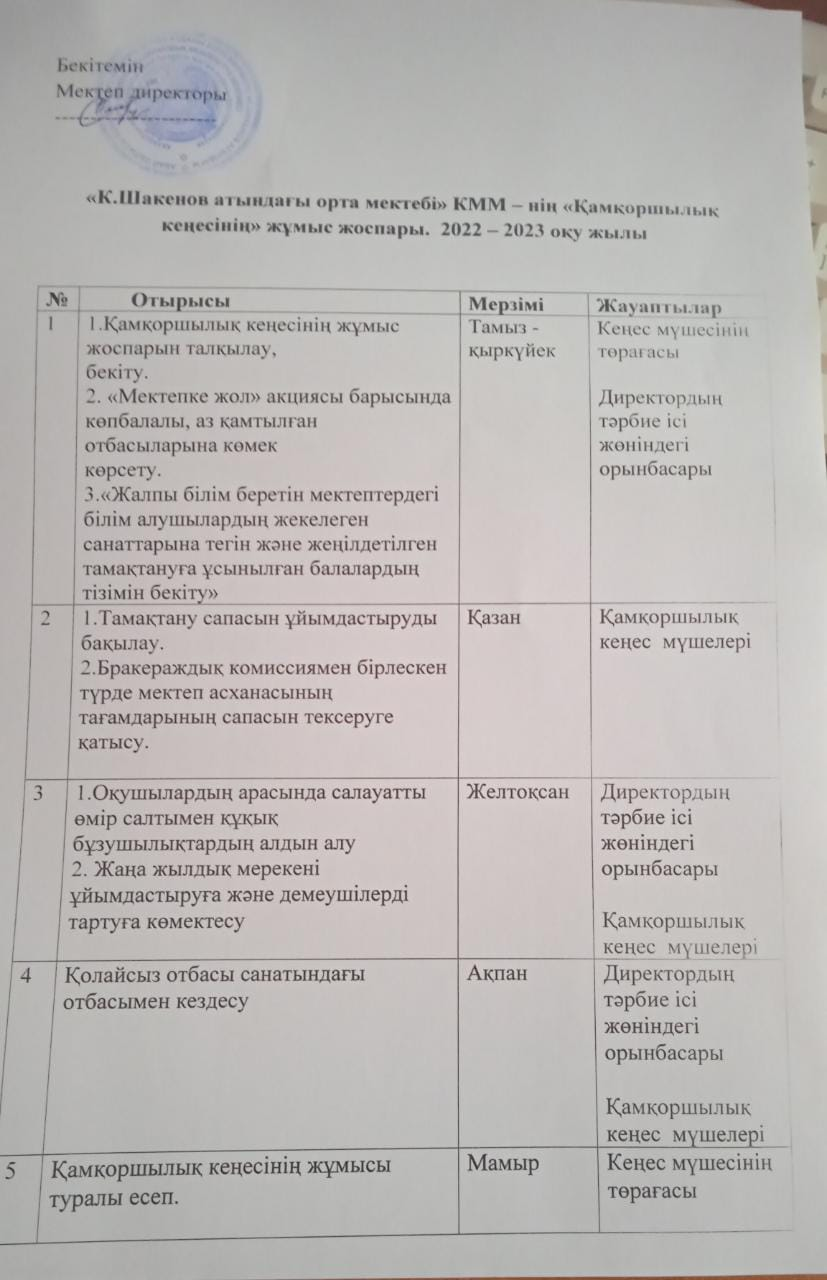 Бекітемін
Мектеп директоры
«К.Шакенов атындағы орта мектебі» КММ – нің «Қамқоршылық
кеңесінің» жұмыс жоспары. 2022 – 2023 оқу жылы
№ Отырысы Мерзімі Жауаптылар
1 1.Қамқоршылық кеңесінің жұмыс Тамыз - Кеңес мүшесінің
жоспарын талқылау, қыркүйек төрағасы
бекіту.
2. «Мектепке жол» акциясы барысында Директордың
көпбалалы, аз қамтылған тәрбие ісі
отбасыларына көмек жөніндегі
көрсету. орынбасары
3.«Жалпы білім беретін мектептердегі
білім алушылардың жекелеген
санаттарына тегін және жеңілдетілген
тамақтануға ұсынылған балалардың
тізімін бекіту»
2 1.Тамақтану сапасын ұйымдастыруды Қазан Қамқоршылық
бақылау. кеңес мүшелері
2.Бракераждық комиссиямен бірлескен
түрде мектеп асханасының
тағамдарының сапасын тексеруге
қатысу.
3 1.Оқушылардың арасында салауатты Желтоқсан Директордың
өмір салтымен құқық тәрбие ісі
бұзушылықтардың алдын алу жөніндегі
2. Жаңа жылдық мерекені орынбасары
ұйымдастыруға және демеушілерді
тартуға көмектесу Қамқоршылық
кеңес мүшелері
4 Қолайсыз отбасы санатындағы Ақпан Директордың
отбасымен кездесу тәрбие ісі
жөніндегі
орынбасары
Қамқоршылық
кеңес мүшелері
5 Қамқоршылық кеңесінің жұмысы Мамыр Кеңес мүшесінің
туралы есеп. төрағасы